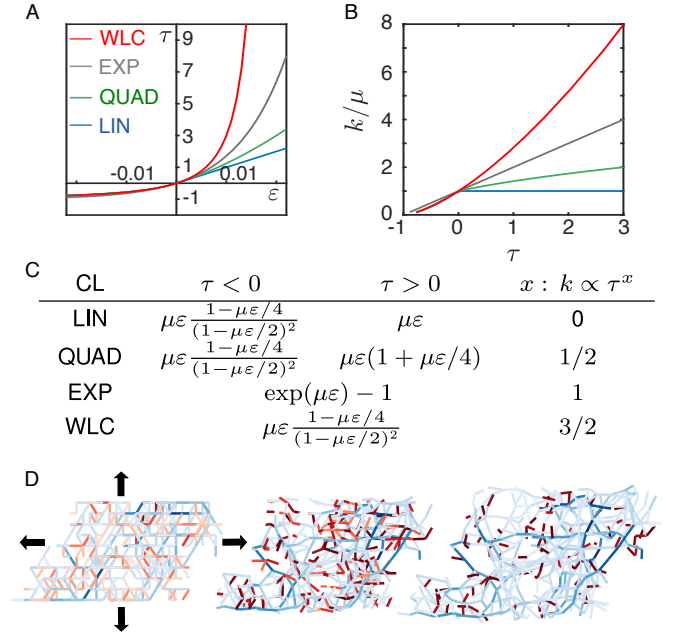 A
B
τ
9
7
5
3
1
-1
-0.01
0.01
ε
WLC
EXP
QUAD
LIN
k/μ
8
6
4
2
0
-1
0
1
2
3
τ
C
CL τ < 0 τ > 0 x : k ∝ τ^x
LIN με (1−με/4)/(1−με/2)^2 με 0
QUAD με (1−με/4)/(1−με/2)^2 με(1 + με/4) 1/2
EXP exp(με) − 1 1
WLC με (1−με/4)/(1−με/2)^2 3/2
D